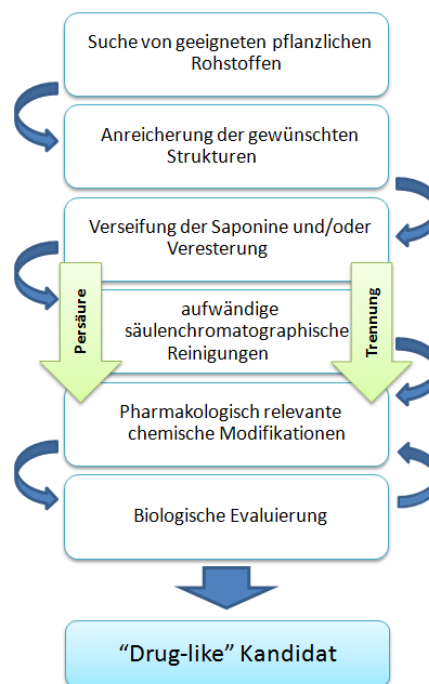 Suche von geeigneten pflanzlichen
Rohstoffen
Anreicherung der gewünschten
Strukturen
Verseifung der Saponine und/oder
Veresterung
Persäure
Trennung
aufwändige
säulenchromatographische
Reinigungen
Pharmakologisch relevante
chemische Modifikationen
Biologische Evaluierung
“Drug-like” Kandidat